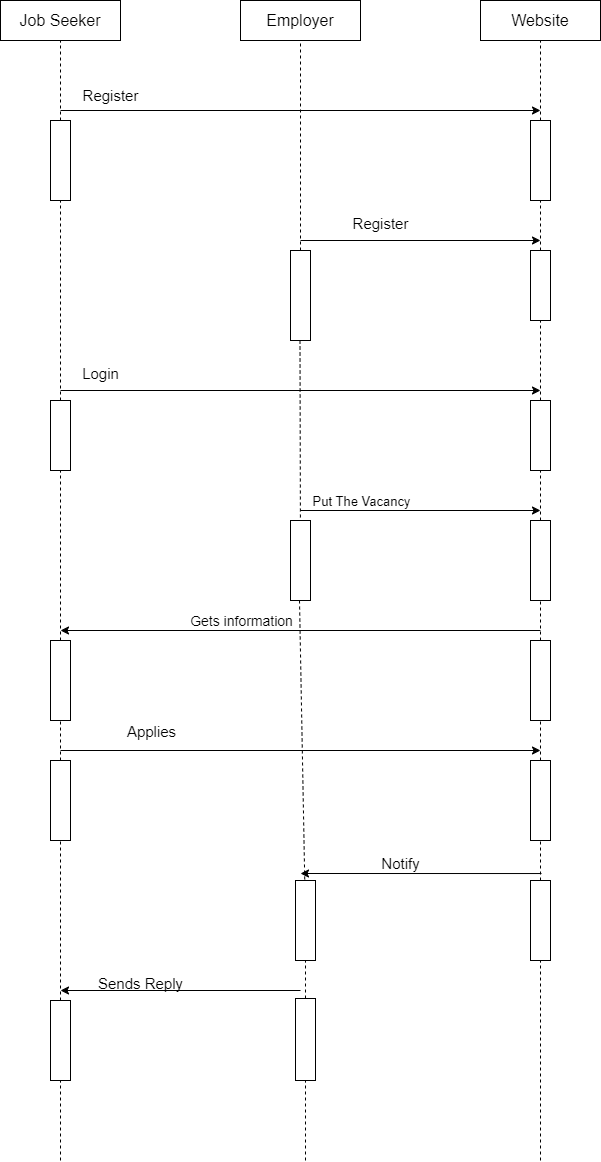 Job Seeker
Employer
Website
Register
Register
Login
Put The Vacancy
Gets information
Applies
Notify
Sends Reply